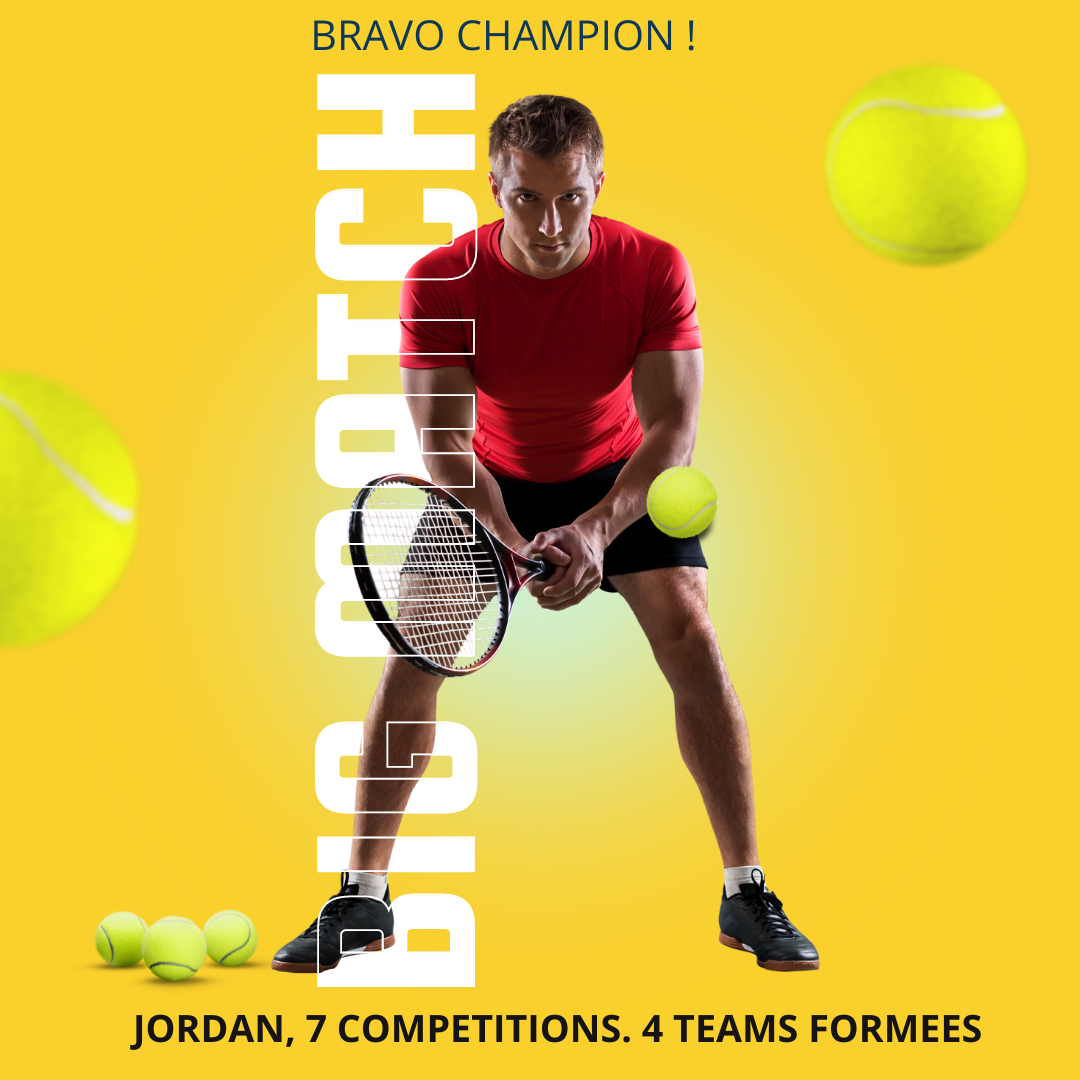 BRAVO CHAMPION !
BIG MATCH
JORDAN, 7 COMPETITIONS. 4 TEAMS FORMEES